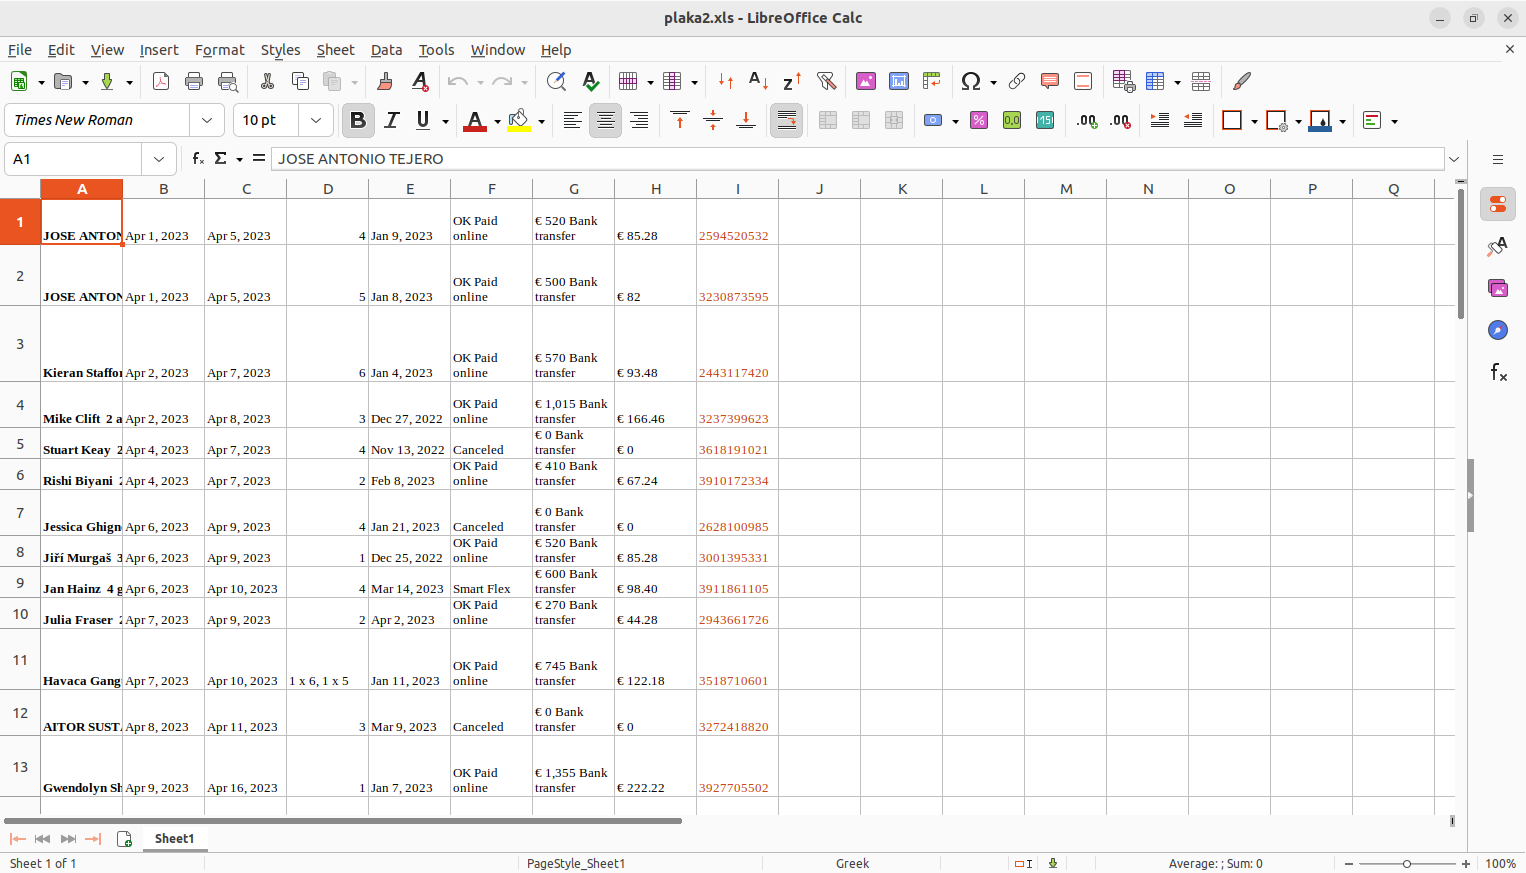 plaka2.xls - LibreOffice Calc
File Edit View Insert Format Styles Sheet Data Tools Window Help
Times New Roman 10 pt
A1 JOSE ANTONIO TEJERO
A B C D E F G H I J K L M N O P Q
1 JOSE ANTON Apr 1, 2023 Apr 5, 2023 4 Jan 9, 2023 OK Paid online € 520 Bank transfer € 85.28 2594520532
2 JOSE ANTON Apr 1, 2023 Apr 5, 2023 5 Jan 8, 2023 OK Paid online € 500 Bank transfer € 82 3230873595
3 Kieran Staffor Apr 2, 2023 Apr 7, 2023 6 Jan 4, 2023 OK Paid online € 570 Bank transfer € 93.48 2443117420
4 Mike Clift 2 a Apr 2, 2023 Apr 8, 2023 3 Dec 27, 2022 OK Paid online € 1,015 Bank transfer € 166.46 3237399623
5 Stuart Keay 2 Apr 4, 2023 Apr 7, 2023 4 Nov 13, 2022 Canceled € 0 Bank transfer € 0 3618191021
6 Rishi Biyani 2 Apr 4, 2023 Apr 7, 2023 2 Feb 8, 2023 OK Paid online € 410 Bank transfer € 67.24 3910172334
7 Jessica Ghign Apr 6, 2023 Apr 9, 2023 4 Jan 21, 2023 Canceled € 0 Bank transfer € 0 2628100985
8 Jiří Murgaš 3 Apr 6, 2023 Apr 9, 2023 1 Dec 25, 2022 OK Paid online € 520 Bank transfer € 85.28 3001395331
9 Jan Hainz 4 g Apr 6, 2023 Apr 10, 2023 4 Mar 14, 2023 Smart Flex € 600 Bank transfer € 98.40 3911861105
10 Julia Fraser 2 Apr 7, 2023 Apr 9, 2023 2 Apr 2, 2023 OK Paid online € 270 Bank transfer € 44.28 2943661726
11 Havaca Gang Apr 7, 2023 Apr 10, 2023 1 x 6, 1 x 5 Jan 11, 2023 OK Paid online € 745 Bank transfer € 122.18 3518710601
12 AITOR SUST Apr 8, 2023 Apr 11, 2023 3 Mar 9, 2023 Canceled € 0 Bank transfer € 0 3272418820
13 Gwendolyn Sh Apr 9, 2023 Apr 16, 2023 1 Jan 7, 2023 OK Paid online € 1,355 Bank transfer € 222.22 3927705502
Sheet1
Sheet 1 of 1 PageStyle_Sheet1 Greek Average: ; Sum: 0 100%